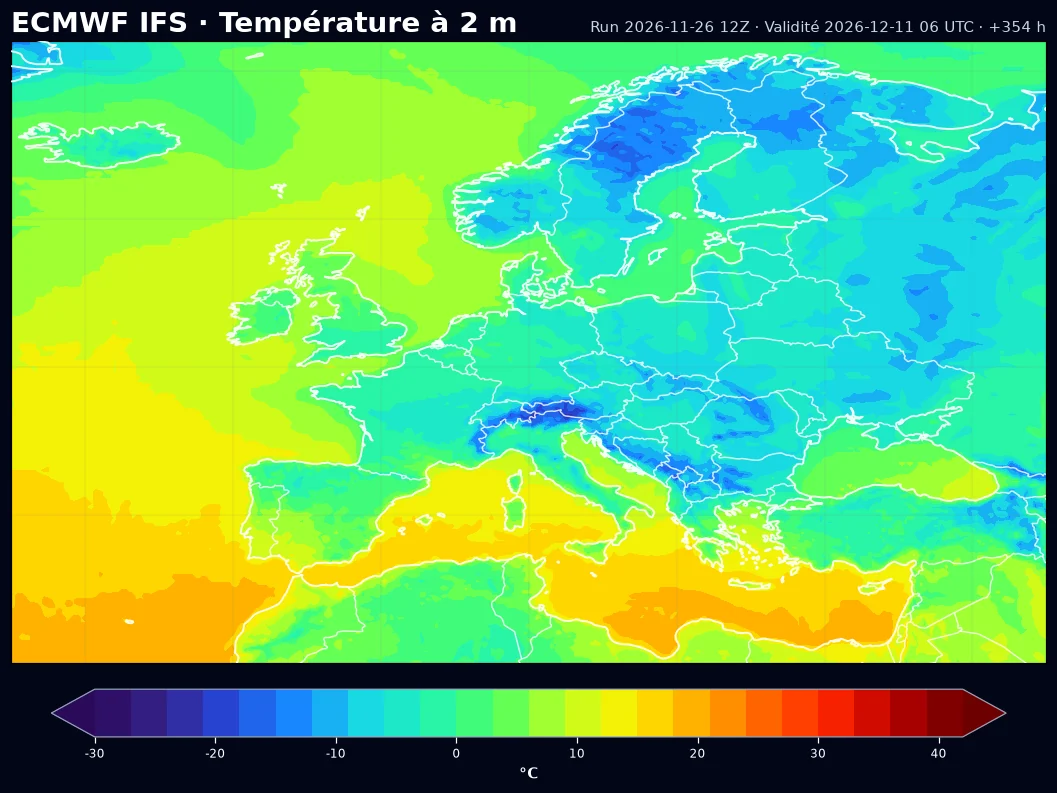 ECMWF IFS · Température à 2 m
Run 2026-11-26 12Z · Validité 2026-12-11 06 UTC · +354 h
-30 -20 -10 0 10 20 30 40
°C